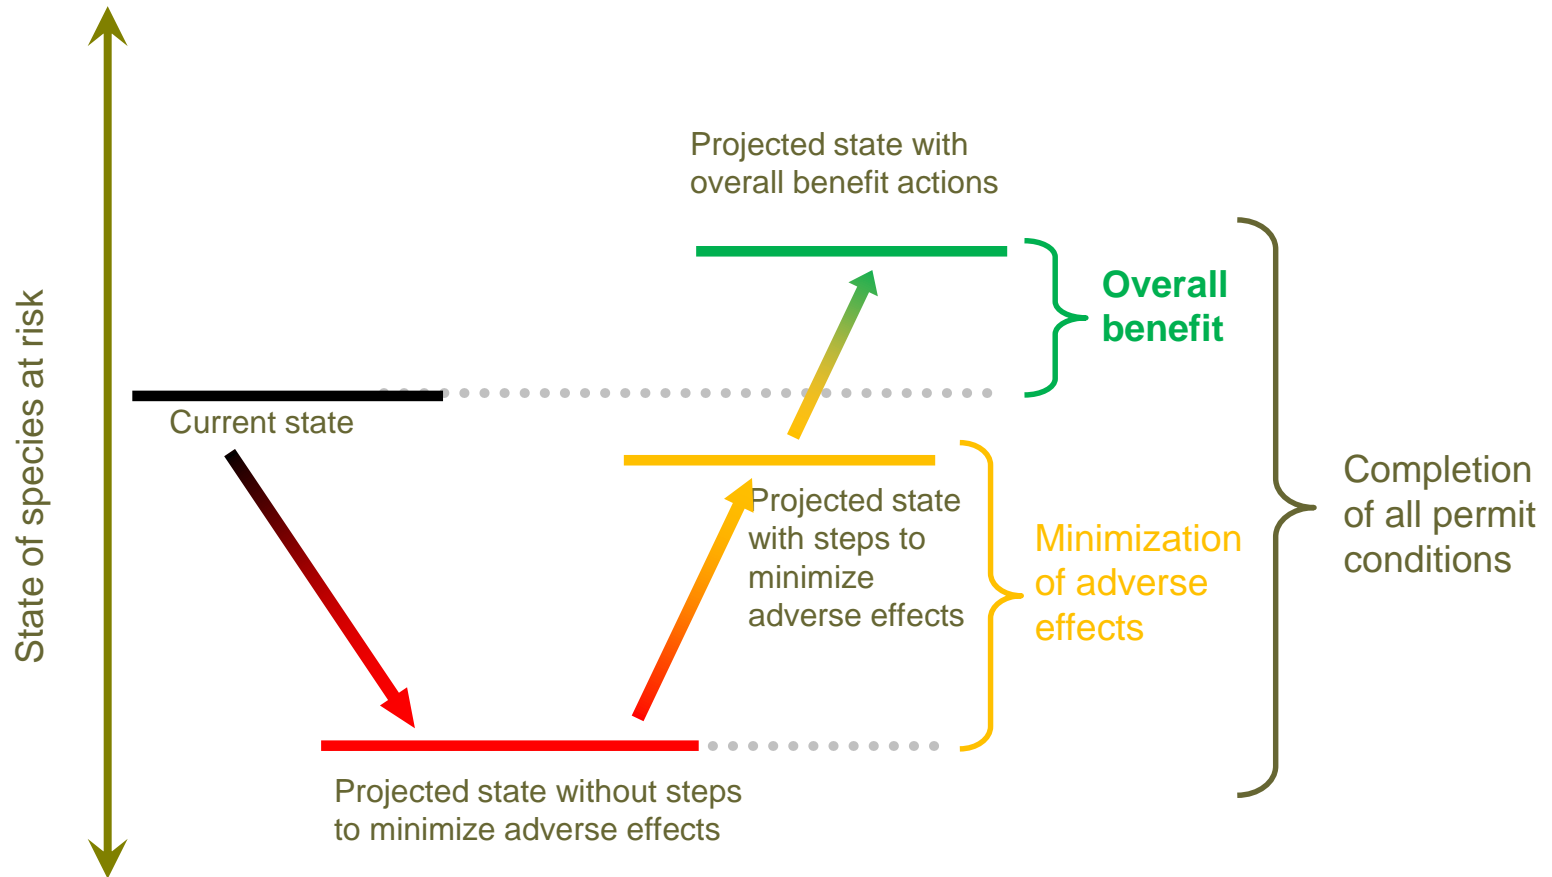 State of species at risk
Projected state with
overall benefit actions
Overall
benefit
Current state
Projected state
with steps to
minimize
adverse effects
Minimization
of adverse
effects
Completion
of all permit
conditions
Projected state without steps
to minimize adverse effects